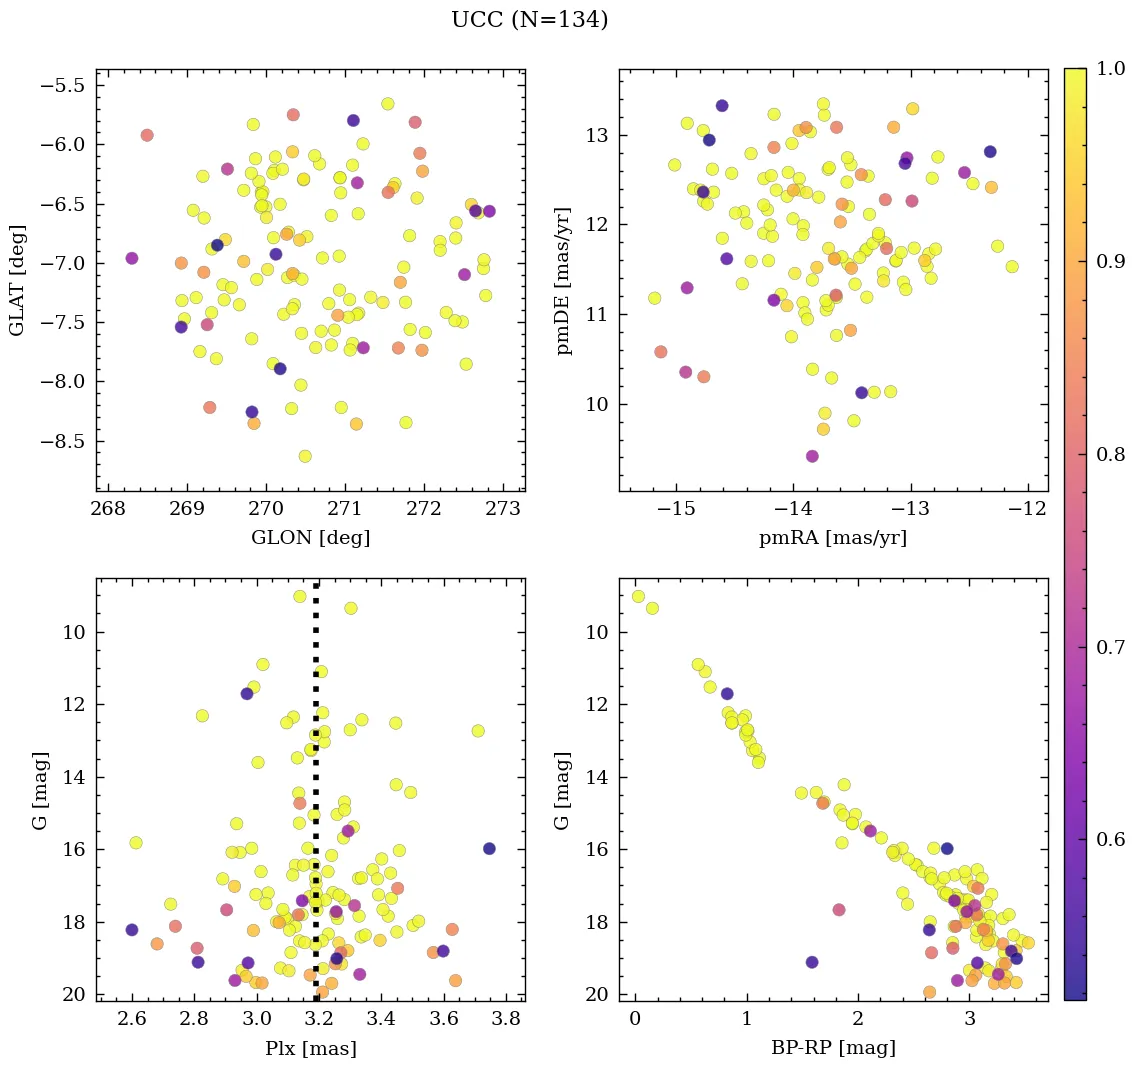 UCC (N=134)
−5.5
−6.0
−6.5
−7.0
−7.5
−8.0
−8.5
GLAT [deg]
268 269 270 271 272 273
GLON [deg]
13
12
11
10
pmDE [mas/yr]
−15 −14 −13 −12
pmRA [mas/yr]
1.0
0.9
0.8
0.7
0.6
10
12
14
16
18
20
G [mag]
2.6 2.8 3.0 3.2 3.4 3.6 3.8
Plx [mas]
10
12
14
16
18
20
G [mag]
0 1 2 3
BP-RP [mag]